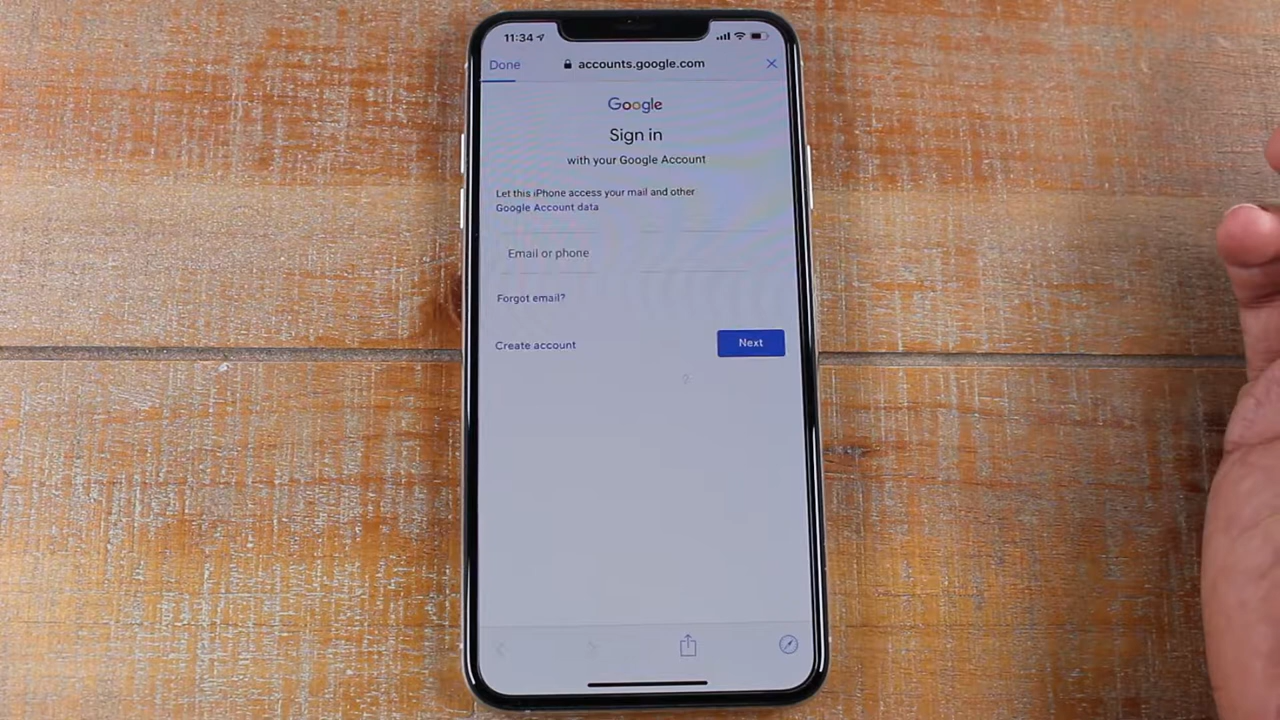 11:34
Done
accounts.google.com
Google
Sign in
with your Google Account
Let this iPhone access your mail and other
Google Account data
Email or phone
Forgot email?
Create account
Next